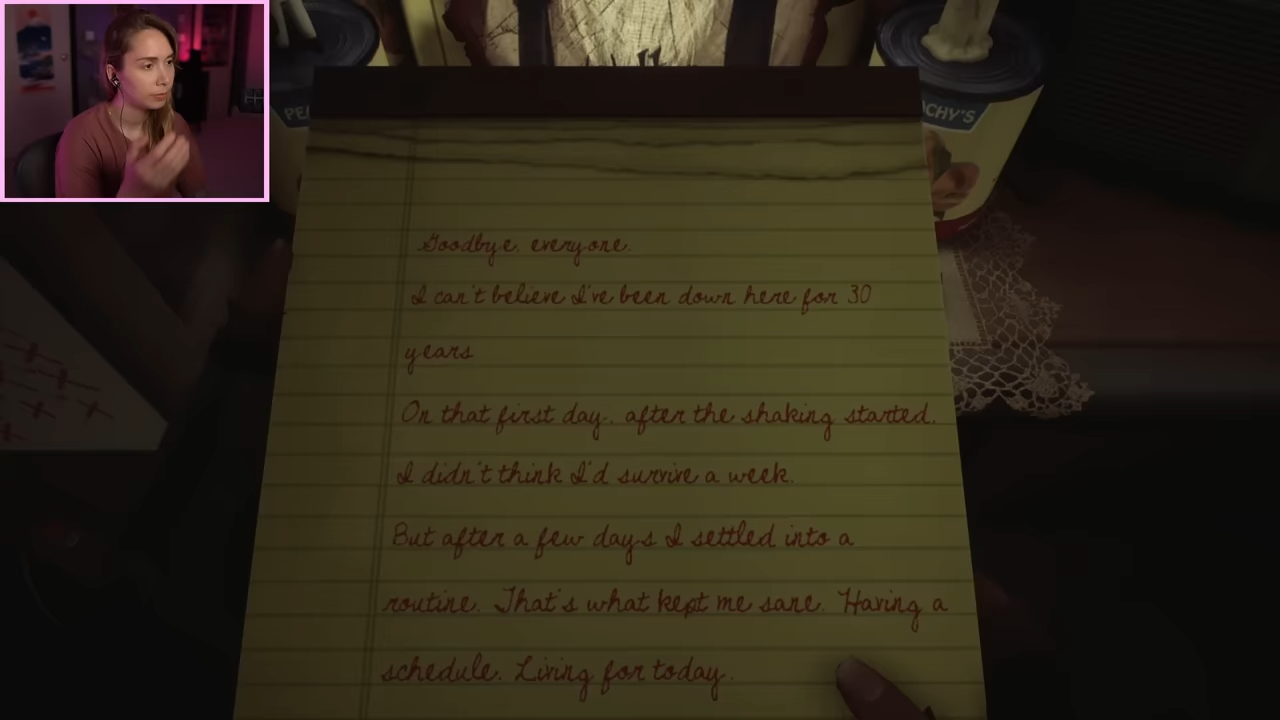 PEA
ACHY'S
Goodbye, everyone.
I can't believe I've been down here for 30
years
On that first day, after the shaking started,
I didn't think I'd survive a week.
But after a few days I settled into a
routine. That's what kept me sane. Having a
schedule. Living for today.